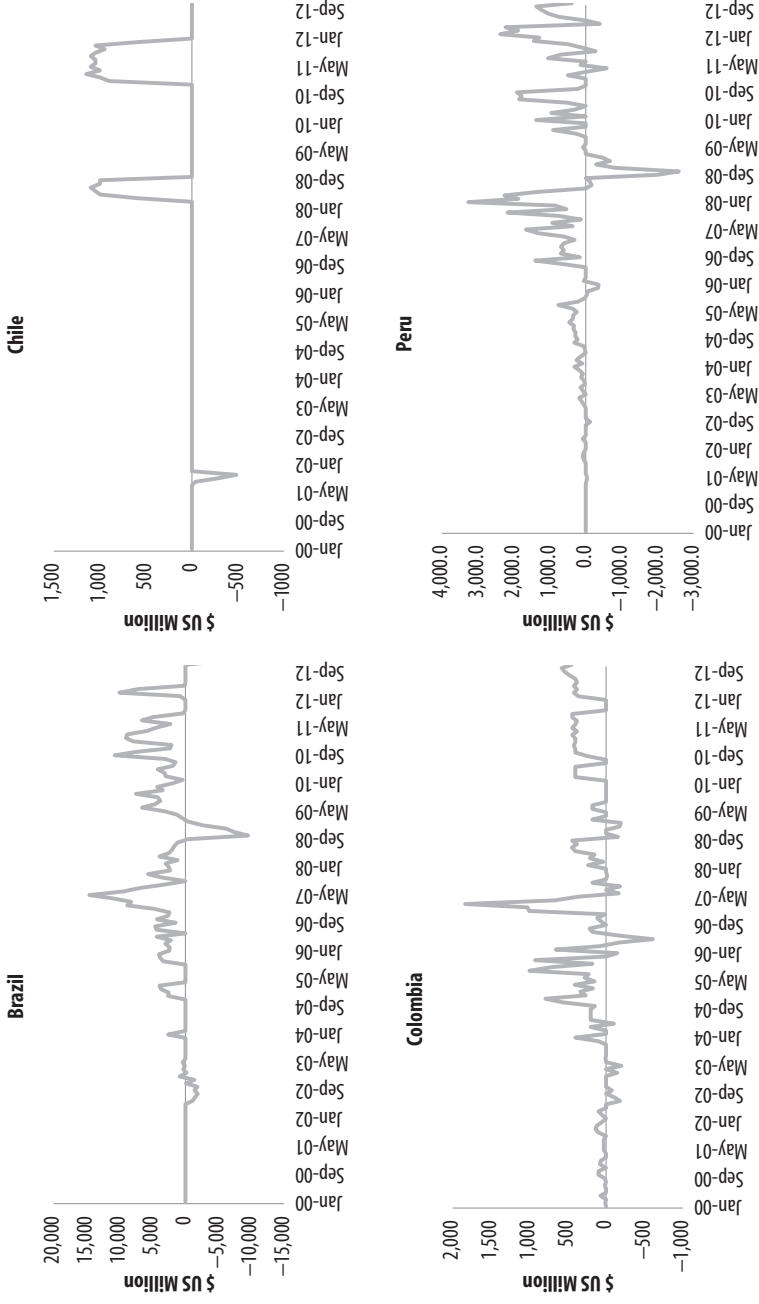 Brazil
$ US Million
20,000
15,000
10,000
5,000
0
−5,000
−10,000
−15,000
Jan-00
Sep-00
May-01
Jan-02
Sep-02
May-03
Jan-04
Sep-04
May-05
Jan-06
Sep-06
May-07
Jan-08
Sep-08
May-09
Jan-10
Sep-10
May-11
Jan-12
Sep-12
Chile
$ US Million
1,500
1,000
500
0
−500
−1000
Jan-00
Sep-00
May-01
Jan-02
Sep-02
May-03
Jan-04
Sep-04
May-05
Jan-06
Sep-06
May-07
Jan-08
Sep-08
May-09
Jan-10
Sep-10
May-11
Jan-12
Sep-12
Colombia
$ US Million
2,000
1,500
1,000
500
0
−500
−1,000
Jan-00
Sep-00
May-01
Jan-02
Sep-02
May-03
Jan-04
Sep-04
May-05
Jan-06
Sep-06
May-07
Jan-08
Sep-08
May-09
Jan-10
Sep-10
May-11
Jan-12
Sep-12
Peru
$ US Million
4,000.0
3,000.0
2,000.0
1,000.0
0.0
−1,000.0
−2,000.0
−3,000.0
Jan-00
Sep-00
May-01
Jan-02
Sep-02
May-03
Jan-04
Sep-04
May-05
Jan-06
Sep-06
May-07
Jan-08
Sep-08
May-09
Jan-10
Sep-10
May-11
Jan-12
Sep-12